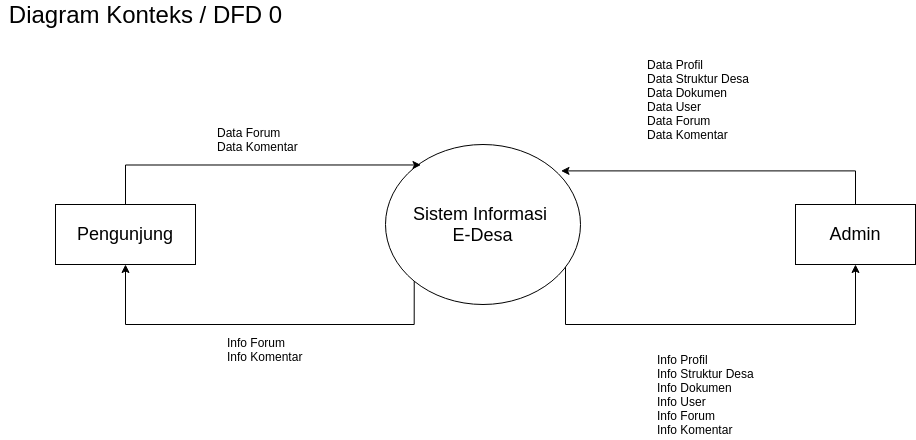 Diagram Konteks / DFD 0
Data Profil
Data Struktur Desa
Data Dokumen
Data User
Data Forum
Data Komentar
Data Forum
Data Komentar
Sistem Informasi
E-Desa
Pengunjung
Admin
Info Forum
Info Komentar
Info Profil
Info Struktur Desa
Info Dokumen
Info User
Info Forum
Info Komentar